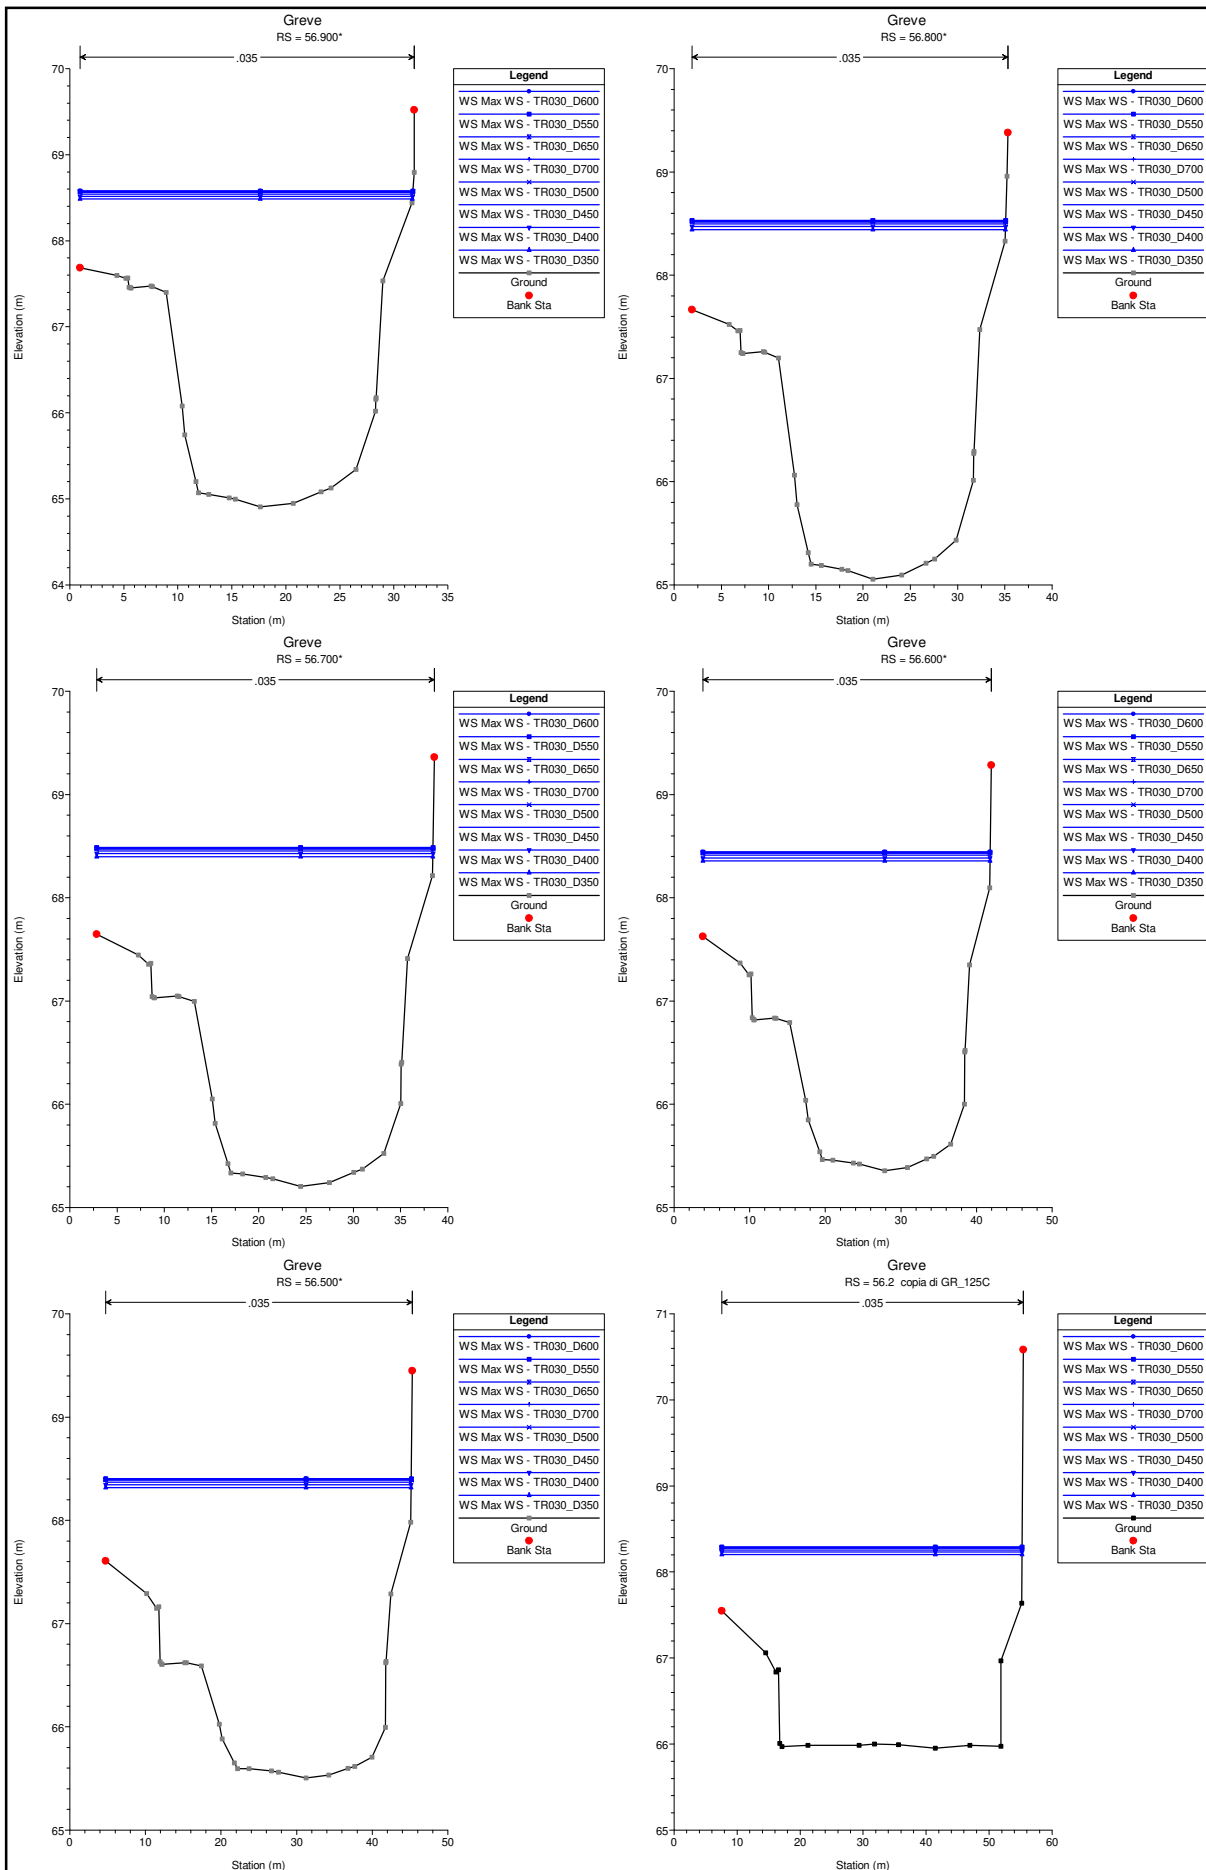 Greve
RS = 56.900*
.035
70
69
68
67
66
65
64
0 5 10 15 20 25 30 35
Station (m)
Elevation (m)
Legend
WS Max WS - TR030_D600
WS Max WS - TR030_D550
WS Max WS - TR030_D650
WS Max WS - TR030_D700
WS Max WS - TR030_D500
WS Max WS - TR030_D450
WS Max WS - TR030_D400
WS Max WS - TR030_D350
Ground
Bank Sta
Greve
RS = 56.800*
.035
70
69
68
67
66
65
0 5 10 15 20 25 30 35 40
Station (m)
Elevation (m)
Legend
WS Max WS - TR030_D600
WS Max WS - TR030_D550
WS Max WS - TR030_D650
WS Max WS - TR030_D700
WS Max WS - TR030_D500
WS Max WS - TR030_D450
WS Max WS - TR030_D400
WS Max WS - TR030_D350
Ground
Bank Sta
Greve
RS = 56.700*
.035
70
69
68
67
66
65
0 5 10 15 20 25 30 35 40
Station (m)
Elevation (m)
Legend
WS Max WS - TR030_D600
WS Max WS - TR030_D550
WS Max WS - TR030_D650
WS Max WS - TR030_D700
WS Max WS - TR030_D500
WS Max WS - TR030_D450
WS Max WS - TR030_D400
WS Max WS - TR030_D350
Ground
Bank Sta
Greve
RS = 56.600*
.035
70
69
68
67
66
65
0 10 20 30 40 50
Station (m)
Elevation (m)
Legend
WS Max WS - TR030_D600
WS Max WS - TR030_D550
WS Max WS - TR030_D650
WS Max WS - TR030_D700
WS Max WS - TR030_D500
WS Max WS - TR030_D450
WS Max WS - TR030_D400
WS Max WS - TR030_D350
Ground
Bank Sta
Greve
RS = 56.500*
.035
70
69
68
67
66
65
0 10 20 30 40 50
Station (m)
Elevation (m)
Legend
WS Max WS - TR030_D600
WS Max WS - TR030_D550
WS Max WS - TR030_D650
WS Max WS - TR030_D700
WS Max WS - TR030_D500
WS Max WS - TR030_D450
WS Max WS - TR030_D400
WS Max WS - TR030_D350
Ground
Bank Sta
Greve
RS = 56.2 copia di GR_125C
.035
71
70
69
68
67
66
65
0 10 20 30 40 50 60
Station (m)
Elevation (m)
Legend
WS Max WS - TR030_D600
WS Max WS - TR030_D550
WS Max WS - TR030_D650
WS Max WS - TR030_D700
WS Max WS - TR030_D500
WS Max WS - TR030_D450
WS Max WS - TR030_D400
WS Max WS - TR030_D350
Ground
Bank Sta